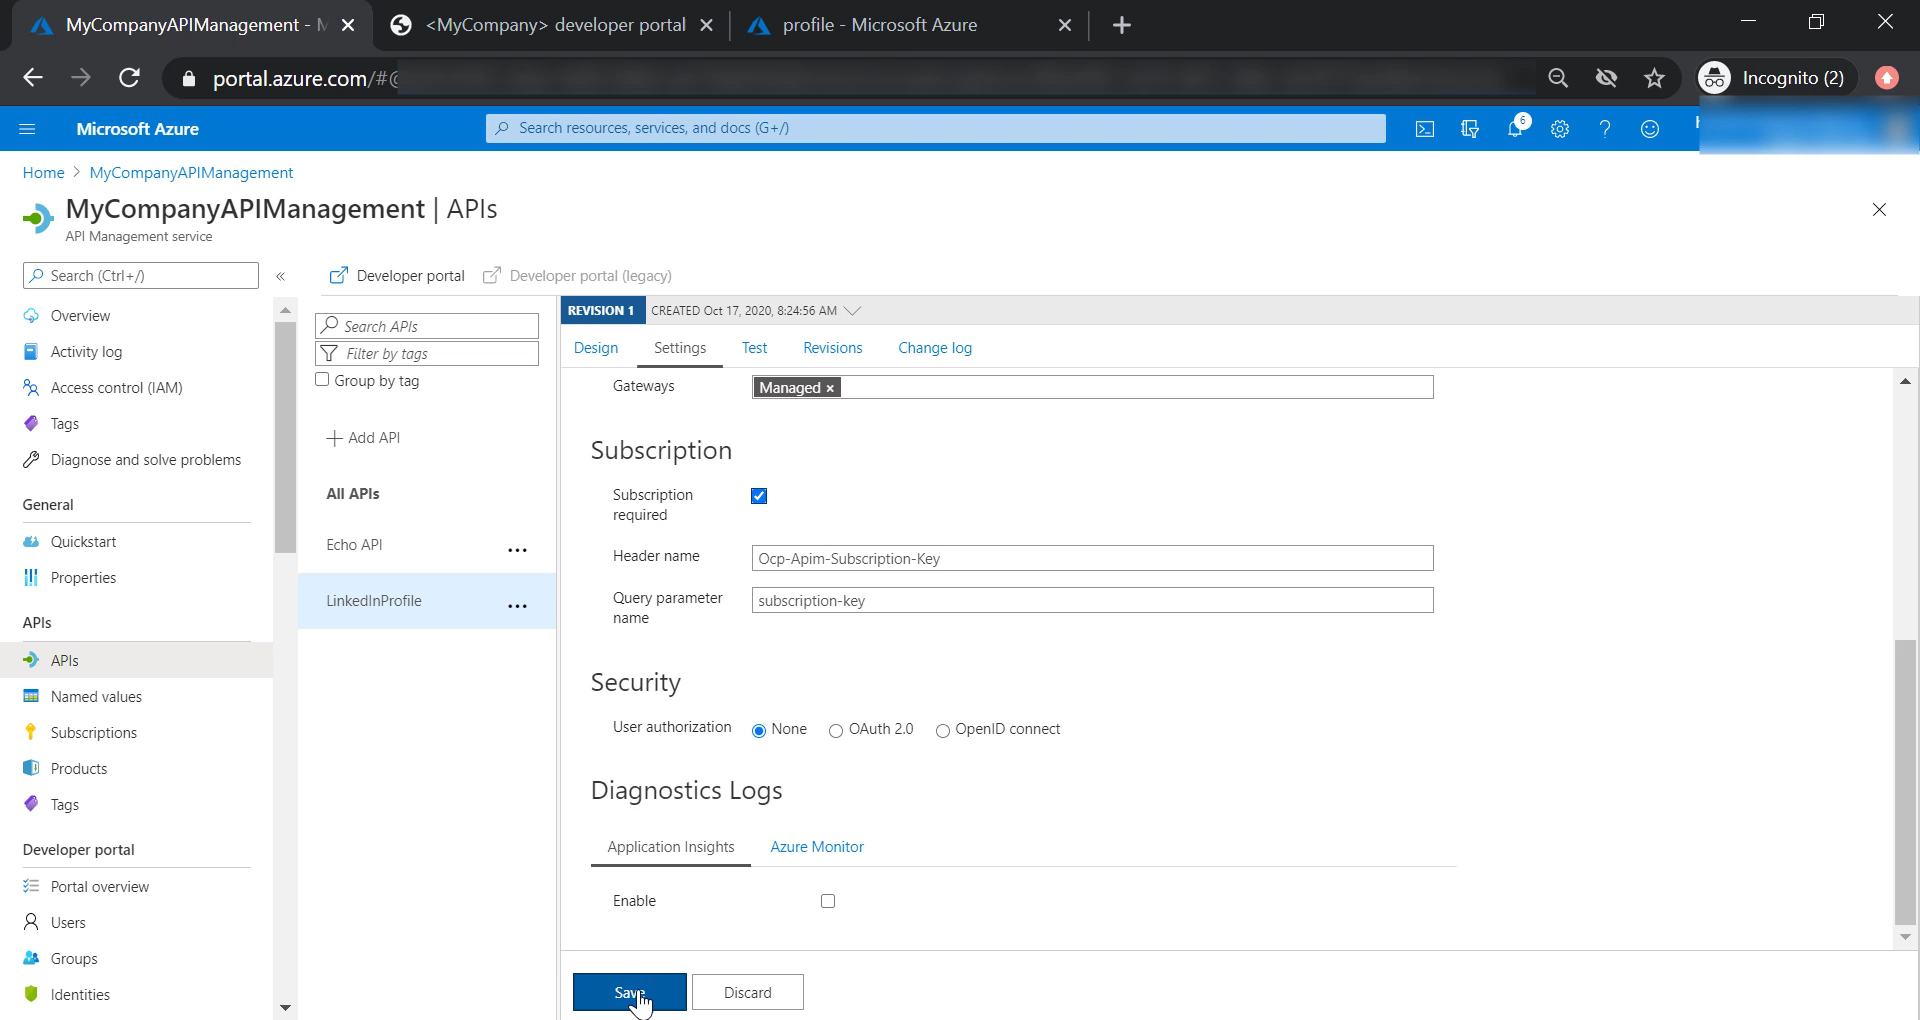 MyCompanyAPIManagement - M
<MyCompany> developer portal
profile - Microsoft Azure
portal.azure.com/#@
Incognito (2)
Microsoft Azure
Search resources, services, and docs (G+/)
6
Home > MyCompanyAPIManagement
MyCompanyAPIManagement | APIs
API Management service
Search (Ctrl+/)
«
Developer portal
Developer portal (legacy)
Overview
Activity log
Access control (IAM)
Tags
Diagnose and solve problems
General
Quickstart
Properties
APIs
APIs
Named values
Subscriptions
Products
Tags
Developer portal
Portal overview
Users
Groups
Identities
Search APIs
Filter by tags
Group by tag
Add API
All APIs
Echo API
LinkedInProfile
REVISION 1 CREATED Oct 17, 2020, 8:24:56 AM
Design Settings Test Revisions Change log
Gateways Managed ×
Subscription
Subscription
required
Header name Ocp-Apim-Subscription-Key
Query parameter
name
subscription-key
Security
User authorization None OAuth 2.0 OpenID connect
Diagnostics Logs
Application Insights Azure Monitor
Enable
Save Discard